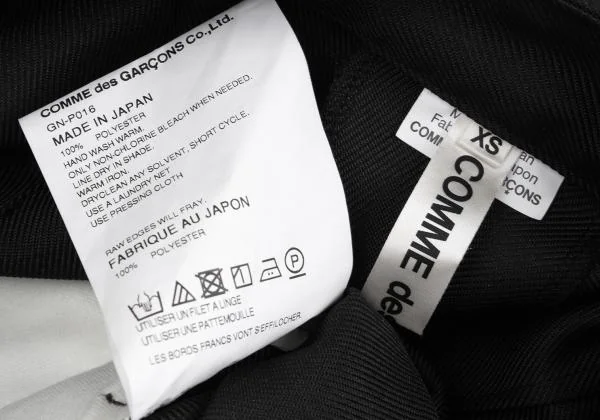 COMME des GARÇONS Co.,Ltd.
GN-P016
MADE IN JAPAN
100% POLYESTER
HAND WASH WARM.
ONLY NON-CHLORINE BLEACH WHEN NEEDED.
LINE DRY IN SHADE.
WARM IRON.
DRYCLEAN ANY SOLVENT, SHORT CYCLE.
USE A LAUNDRY NET
USE PRESSING CLOTH
RAW EDGES WILL FRAY.
FABRIQUE AU JAPON
100% POLYESTER
P
UTILISER UN FILET A LINGE
UTILISER UNE PATTEMOUILLE
LES BORDS FRANCS VONT S'EFFILOCHER.
XS
COMME des